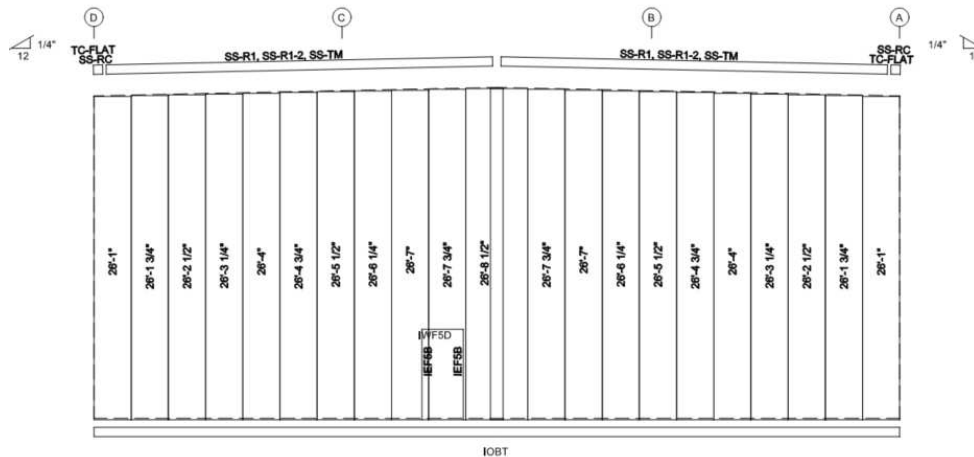 D
C
B
A
1/4"
12
TC-FLAT
SS-RC
SS-R1, SS-R1-2, SS-TM
SS-R1, SS-R1-2, SS-TM
SS-RC
TC-FLAT
1/4"
26'-1"
26'-1 3/4"
26'-2 1/2"
26'-3 1/4"
26'-4"
26'-4 3/4"
26'-5 1/2"
26'-6 1/4"
26'-7"
26'-7 3/4"
26'-8 1/2"
26'-7 3/4"
26'-7"
26'-6 1/4"
26'-5 1/2"
26'-4 3/4"
26'-4"
26'-3 1/4"
26'-2 1/2"
26'-1 3/4"
26'-1"
IWF5D
IEF5B
IEF5B
IOBT